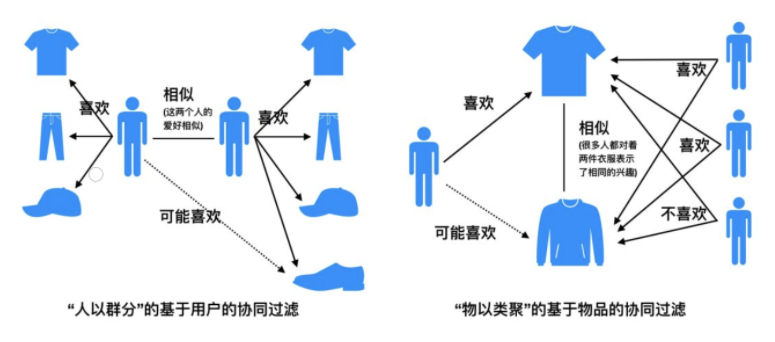 喜欢
相似
(这两个人的
爱好相似)
喜欢
可能喜欢
“人以群分”的基于用户的协同过滤
喜欢
相似
(很多人都对着
两件衣服表示
了相同的兴趣)
可能喜欢
喜欢
喜欢
不喜欢
“物以类聚”的基于物品的协同过滤